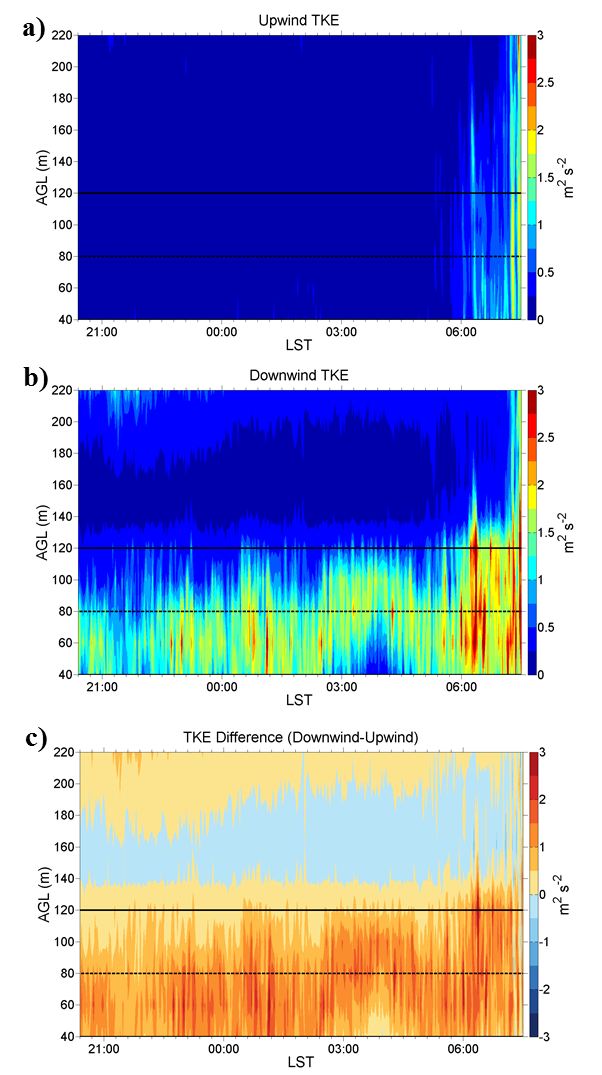 a)
Upwind TKE
220
200
180
160
140
120
100
80
60
40
AGL (m)
21:00 00:00 03:00 06:00
LST
3
2.5
2
1.5
1
0.5
0
m² s⁻²
b)
Downwind TKE
220
200
180
160
140
120
100
80
60
40
AGL (m)
21:00 00:00 03:00 06:00
LST
3
2.5
2
1.5
1
0.5
0
m² s⁻²
c)
TKE Difference (Downwind-Upwind)
220
200
180
160
140
120
100
80
60
40
AGL (m)
21:00 00:00 03:00 06:00
LST
3
2
1
0
-1
-2
-3
m² s⁻²